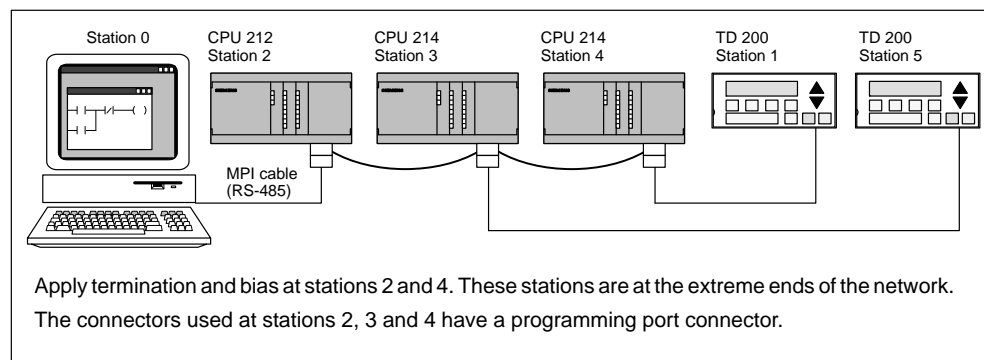 Station 0
CPU 212
Station 2
CPU 214
Station 3
CPU 214
Station 4
TD 200
Station 1
TD 200
Station 5
MPI cable
(RS-485)
Apply termination and bias at stations 2 and 4. These stations are at the extreme ends of the network.
The connectors used at stations 2, 3 and 4 have a programming port connector.